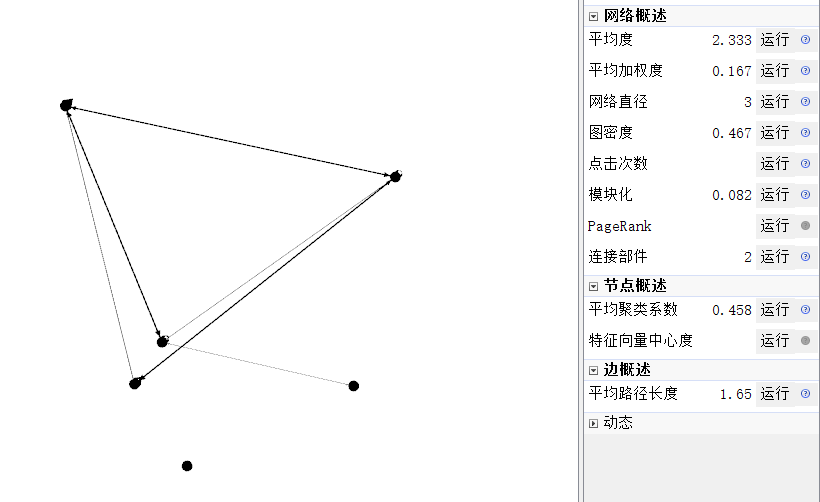 网络概述
平均度 2.333 运行
平均加权度 0.167 运行
网络直径 3 运行
图密度 0.467 运行
点击次数 运行
模块化 0.082 运行
PageRank 运行
连接部件 2 运行
节点概述
平均聚类系数 0.458 运行
特征向量中心度 运行
边概述
平均路径长度 1.65 运行
动态